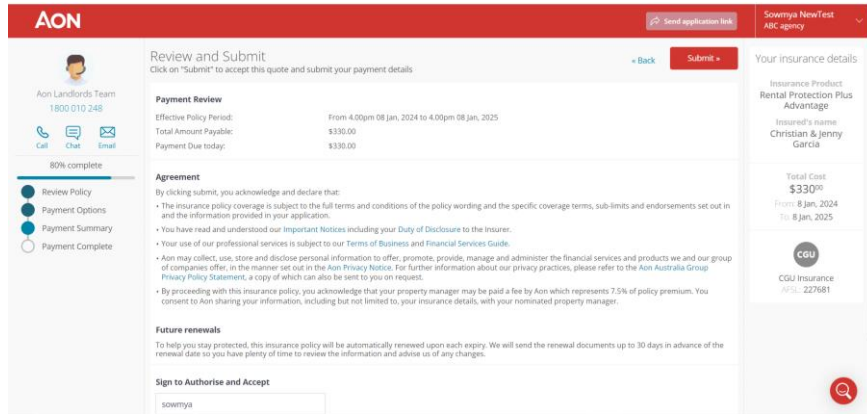 AON
Send application link
Sowmya NewTest
ABC agency
Aon Landlords Team
1800 010 248
Call Chat Email
80% complete
Review Policy
Payment Options
Payment Summary
Payment Complete
Review and Submit
Click on "Submit" to accept this quote and submit your payment details
« Back
Submit »
Payment Review
Effective Policy Period: From 4.00pm 08 Jan, 2024 to 4.00pm 08 Jan, 2025
Total Amount Payable: $330.00
Payment Due today: $330.00
Agreement
By clicking submit, you acknowledge and declare that:
• The insurance policy coverage is subject to the full terms and conditions of the policy wording and the specific coverage terms, sub-limits and endorsements set out in
and the information provided in your application.
• You have read and understood our Important Notices including your Duty of Disclosure to the Insurer.
• Your use of our professional services is subject to our Terms of Business and Financial Services Guide.
• Aon may collect, use, store and disclose personal information to offer, promote, provide, manage and administer the financial services and products we and our group
of companies offer, in the manner set out in the Aon Privacy Notice. For further information about our privacy practices, please refer to the Aon Australia Group
Privacy Policy Statement, a copy of which can also be sent to you on request.
• By proceeding with this insurance policy, you acknowledge that your property manager may be paid a fee by Aon which represents 7.5% of policy premium. You
consent to Aon sharing your information, including but not limited to, your insurance details, with your nominated property manager.
Future renewals
To help you stay protected, this insurance policy will be automatically renewed upon each expiry. We will send the renewal documents up to 30 days in advance of the
renewal date so you have plenty of time to review the information and advise us of any changes.
Sign to Authorise and Accept
sowmya
Your insurance details
Insurance Product
Rental Protection Plus
Advantage
Insured's name
Christian & Jenny
Garcia
Total Cost
$330.00
From: 8 Jan, 2024
To: 8 Jan, 2025
CGU
CGU Insurance
AFSL: 227681